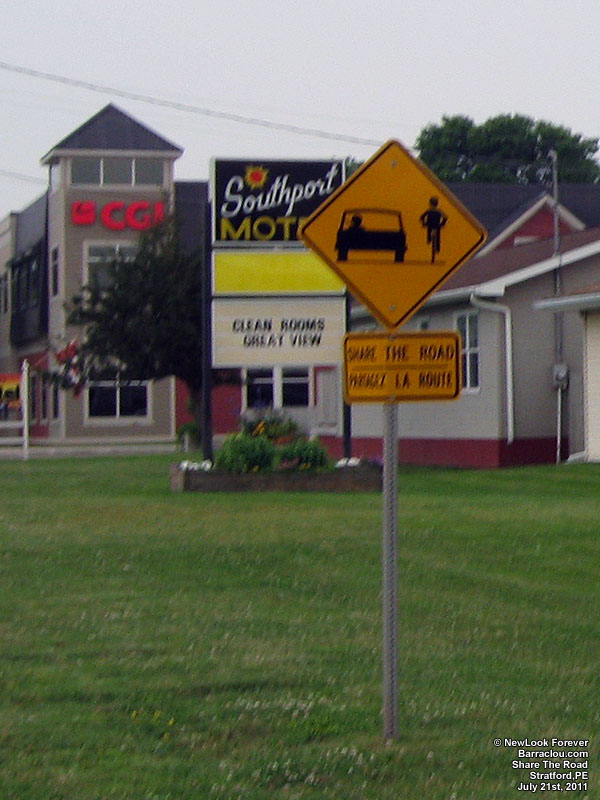 CGI
Southport
MOTE
CLEAN ROOMS
GREAT VIEW
SHARE THE ROAD
PARTAGEZ LA ROUTE
© NewLook Forever
Barraclou.com
Share The Road
Stratford,PE
July 21st, 2011